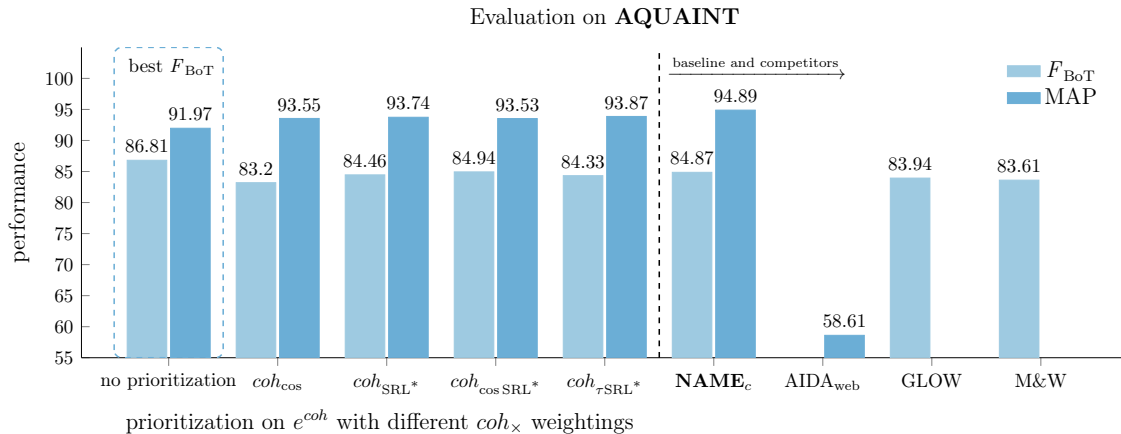 Evaluation on AQUAINT
best F_BoT
baseline and competitors
F_BoT
MAP
performance
100
95
90
85
80
75
70
65
60
55
86.81
91.97
83.2
93.55
84.46
93.74
84.94
93.53
84.33
93.87
84.87
94.89
58.61
83.94
83.61
no prioritization
coh_cos
coh_SRL*
coh_cos SRL*
coh_τSRL*
NAME_c
AIDA_web
GLOW
M&W
prioritization on e^coh with different coh_× weightings